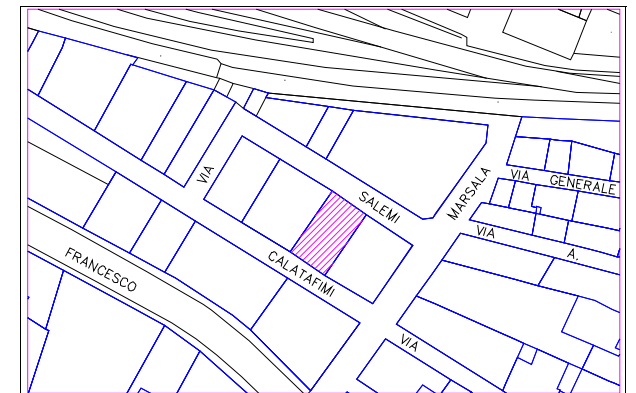 VIA
GENERALE
VIA
SALEMI
MARSALA
VIA
A.
CALATAFIMI
FRANCESCO
VIA